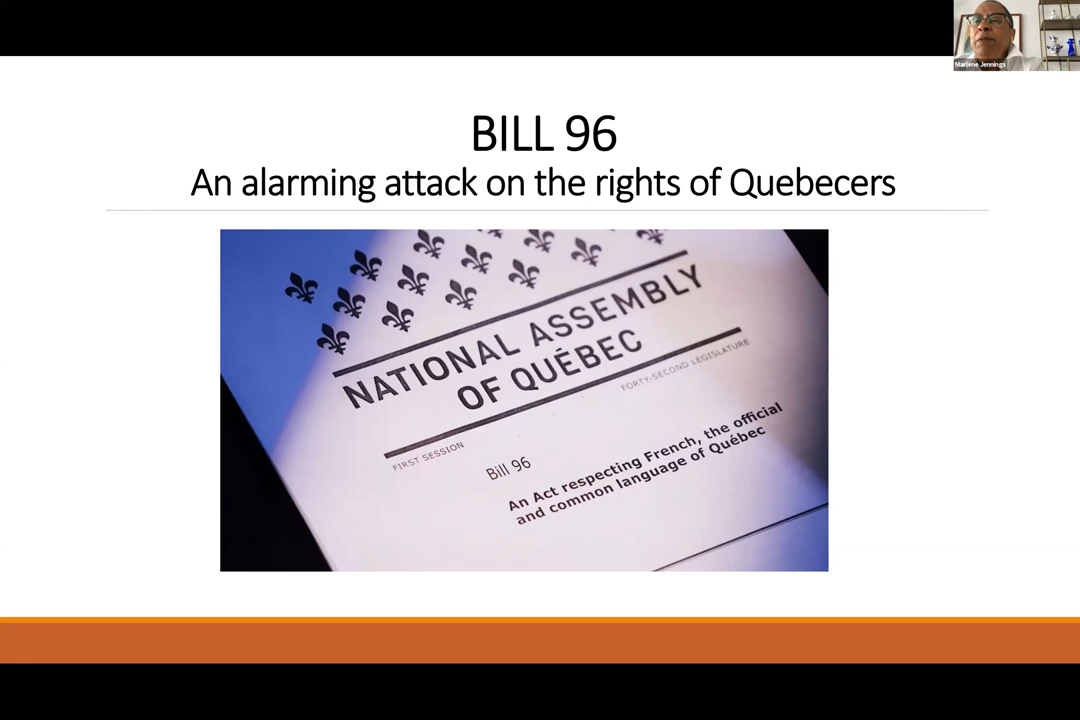 Marlene Jennings
BILL 96
An alarming attack on the rights of Quebecers
NATIONAL ASSEMBLY
OF QUÉBEC
FIRST SESSION
FORTY-SECOND LEGISLATURE
Bill 96
An Act respecting French, the official
and common language of Québec